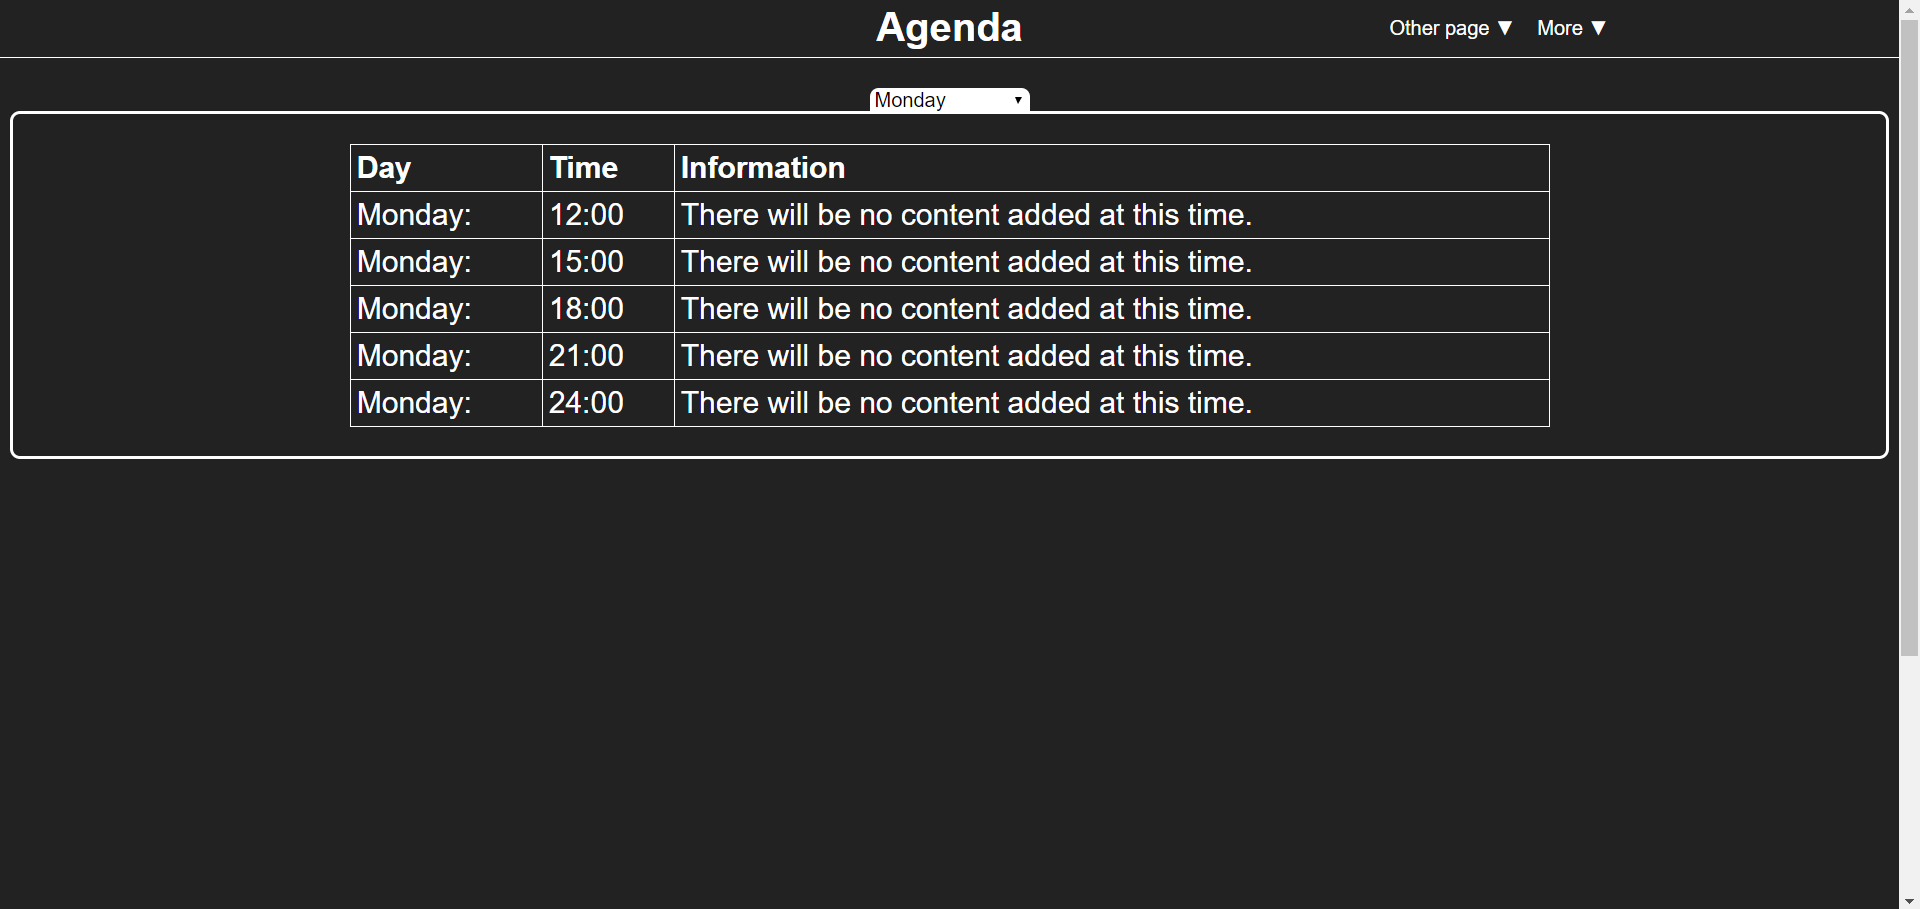 Agenda
Other page ▼ More ▼
Monday
Day Time Information
Monday: 12:00 There will be no content added at this time.
Monday: 15:00 There will be no content added at this time.
Monday: 18:00 There will be no content added at this time.
Monday: 21:00 There will be no content added at this time.
Monday: 24:00 There will be no content added at this time.